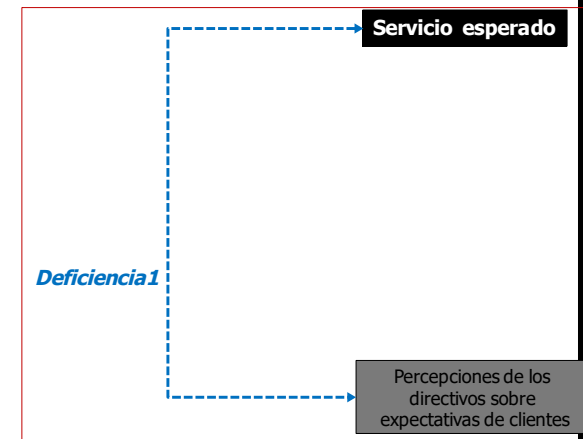 Servicio esperado
Deficiencia1
Percepciones de los
directivos sobre
expectativas de clientes